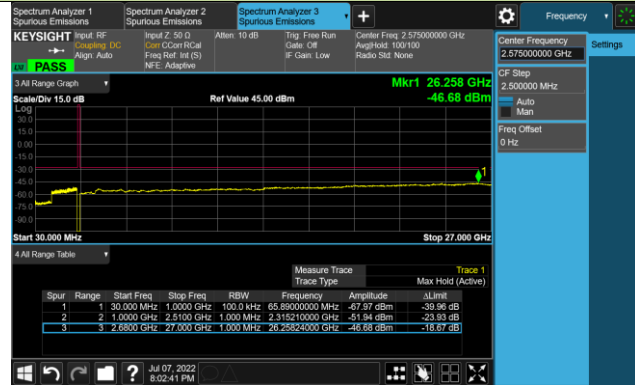 Spectrum Analyzer 1
Spurious Emissions
Spectrum Analyzer 2
Spurious Emissions
Spectrum Analyzer 3
Spurious Emissions
Frequency
KEYSIGHT
Input: RF
Coupling: DC
Align: Auto
Input Z: 50 Ω
Corr CCorr RCal
Freq Ref: Int (S)
NFE: Adaptive
Atten: 10 dB
Trig: Free Run
Gate: Off
IF Gain: Low
Center Freq: 2.575000000 GHz
Avg|Hold: 100/100
Radio Std: None
PASS
Center Frequency
2.575000000 GHz
Settings
CF Step
2.500000 MHz
Auto
Man
Freq Offset
0 Hz
3 All Range Graph
Mkr1 26.258 GHz
Scale/Div 15.0 dB
Ref Value 45.00 dBm
-46.68 dBm
Log
30.0
15.0
0.00
-15.0
-30.0
-45.0
-60.0
-75.0
-90.0
1
Start 30.000 MHz
Stop 27.000 GHz
4 All Range Table
Measure Trace
Trace 1
Trace Type
Max Hold (Active)
Spur Range Start Freq Stop Freq RBW Frequency Amplitude ΔLimit
1 1 30.000 MHz 1.0000 GHz 100.0 kHz 65.89000000 MHz -67.97 dBm -39.96 dB
2 2 1.0000 GHz 2.5100 GHz 1.000 MHz 2.315210000 GHz -51.94 dBm -23.93 dB
3 3 2.6800 GHz 27.000 GHz 1.000 MHz 26.25824000 GHz -46.68 dBm -18.67 dB
?
Jul 07, 2022
8:02:41 PM